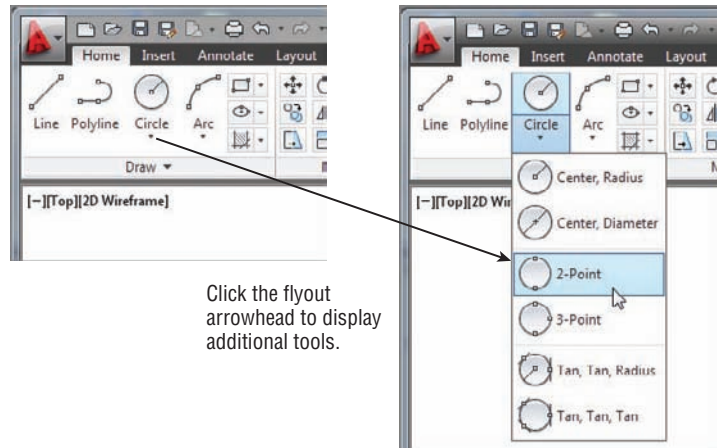 Home Insert Annotate Layout
Line Polyline Circle Arc
Draw
[−][Top][2D Wireframe]
Click the flyout
arrowhead to display
additional tools.
Home Insert Annotate Layout
Line Polyline Circle Arc
[−][Top][2D Wir
Center, Radius
Center, Diameter
2-Point
3-Point
Tan, Tan, Radius
Tan, Tan, Tan